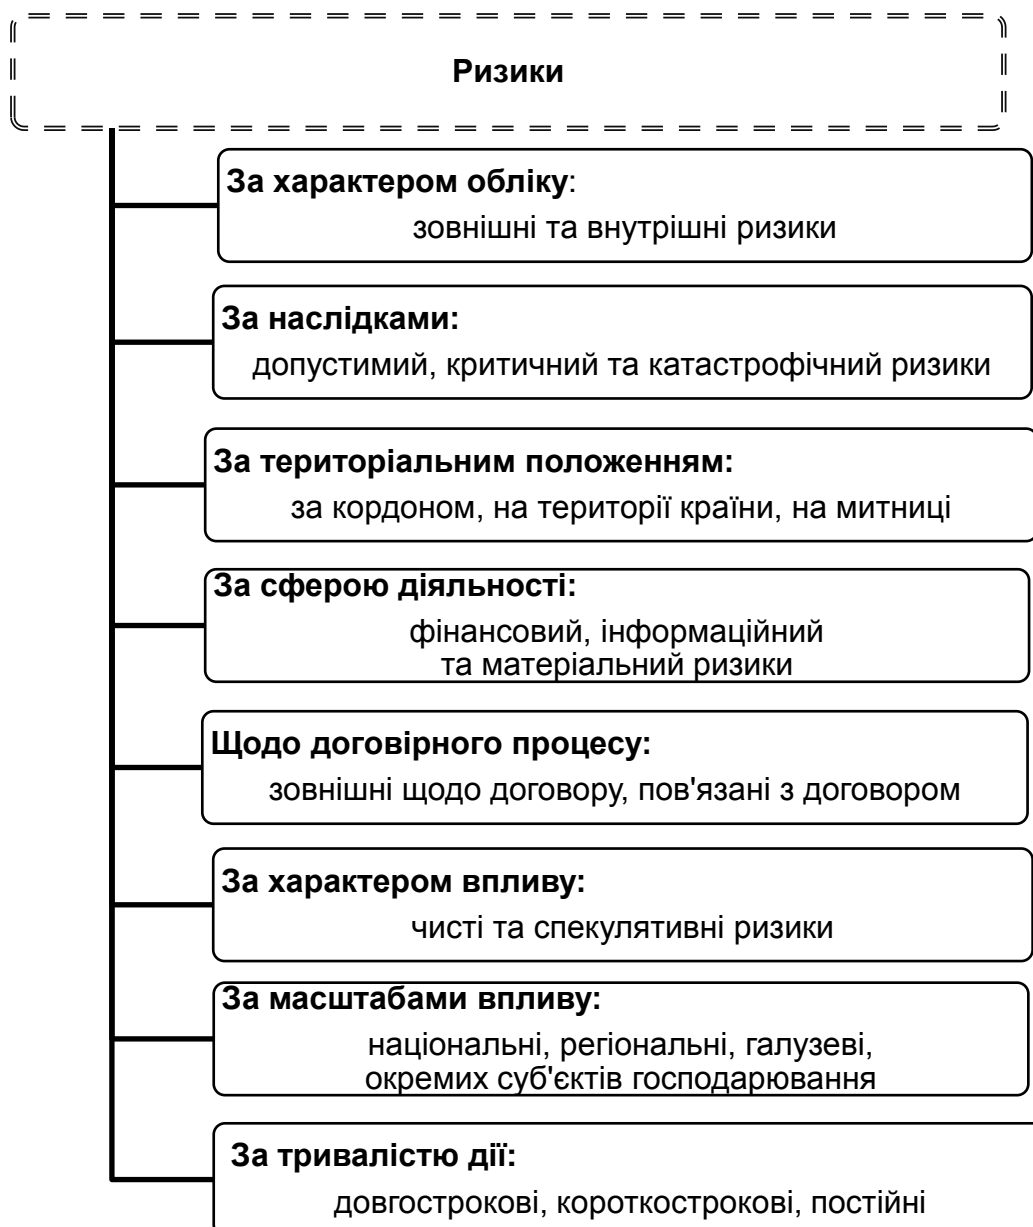 Ризики
За характером обліку:
зовнішні та внутрішні ризики
За наслідками:
допустимий, критичний та катастрофічний ризики
За територіальним положенням:
за кордоном, на території країни, на митниці
За сферою діяльності:
фінансовий, інформаційний
та матеріальний ризики
Щодо договірного процесу:
зовнішні щодо договору, пов'язані з договором
За характером впливу:
чисті та спекулятивні ризики
За масштабами впливу:
національні, регіональні, галузеві,
окремих суб'єктів господарювання
За тривалістю дії:
довгострокові, короткострокові, постійні